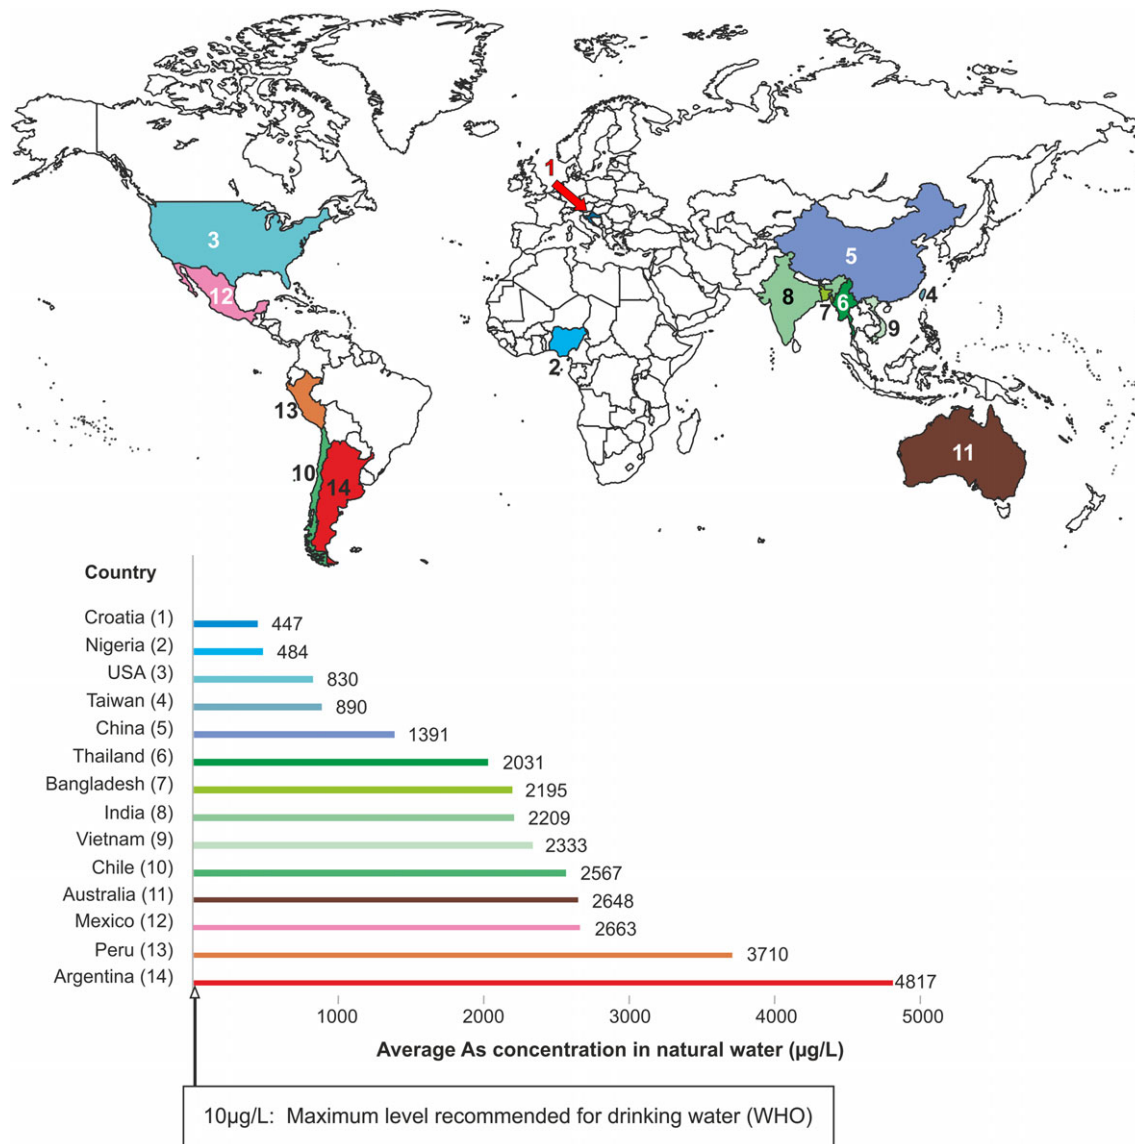 1
3
5
12
8
6
4
7
9
2
13
11
10
14
Country
Croatia (1) 447
Nigeria (2) 484
USA (3) 830
Taiwan (4) 890
China (5) 1391
Thailand (6) 2031
Bangladesh (7) 2195
India (8) 2209
Vietnam (9) 2333
Chile (10) 2567
Australia (11) 2648
Mexico (12) 2663
Peru (13) 3710
Argentina (14) 4817
1000 2000 3000 4000 5000
Average As concentration in natural water (µg/L)
10µg/L: Maximum level recommended for drinking water (WHO)